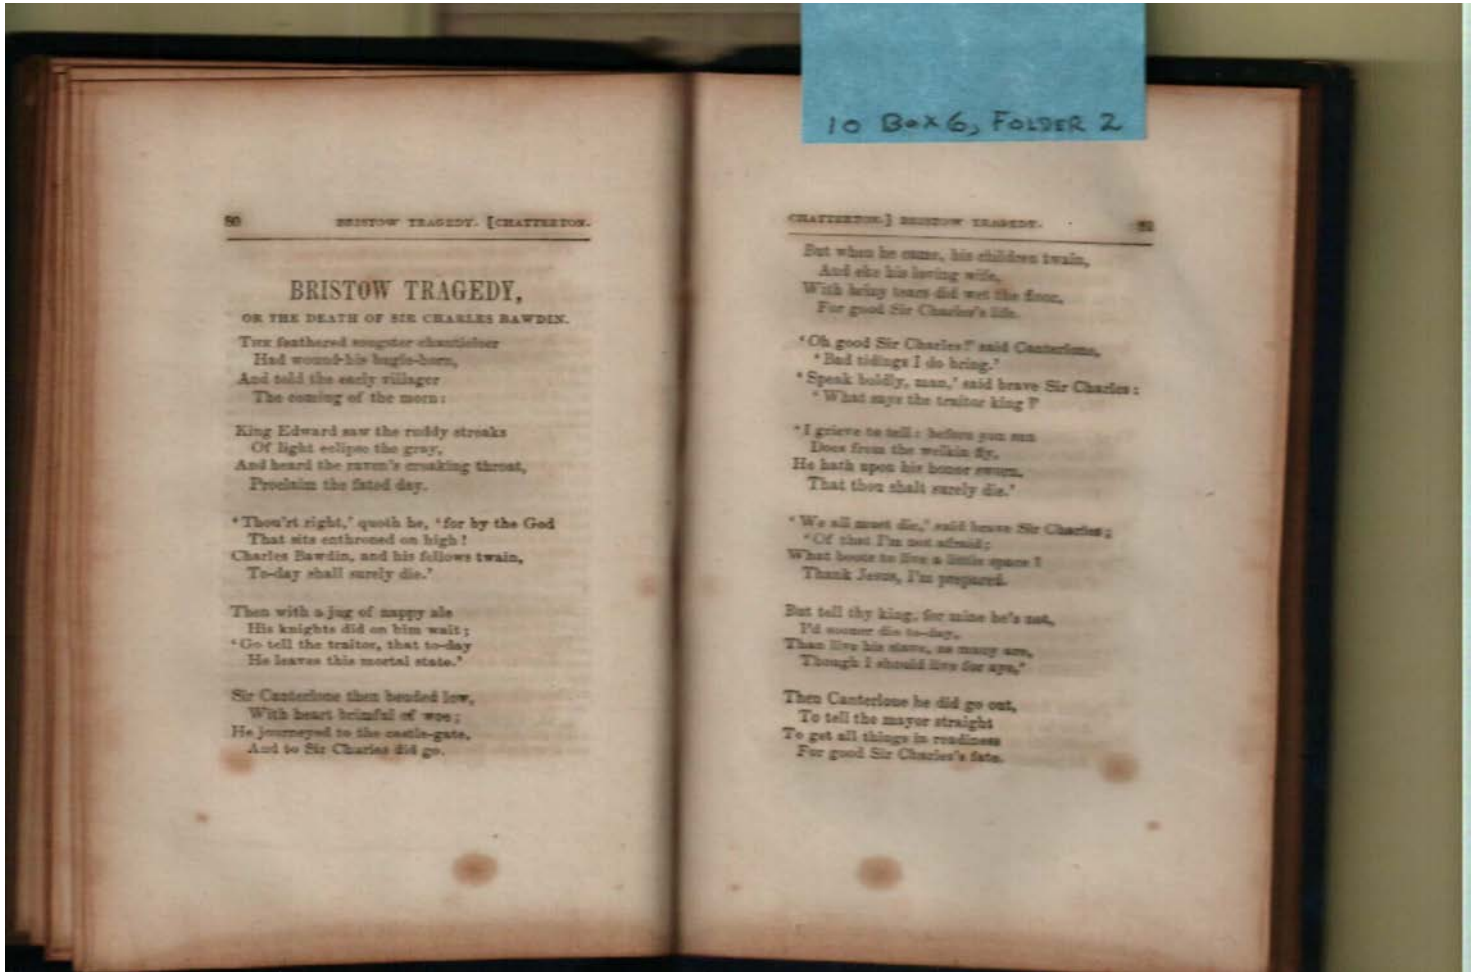 10 Box 6, FOLDER 2
80 BRISTOW TRAGEDY. [CHATTERTON.
BRISTOW TRAGEDY,
OR THE DEATH OF SIR CHARLES BAWDIN.
THE feathered songster chanticleer
Had wound his bugle-horn,
And told the early villager
The coming of the morn:
King Edward saw the ruddy streaks
Of light eclipse the gray,
And heard the raven's croaking throat,
Proclaim the fated day.
'Thou'rt right,' quoth he, 'for by the God
That sits enthroned on high!
Charles Bawdin, and his fellows twain,
To-day shall surely die.'
Then with a jug of nappy ale
His knights did on him wait;
'Go tell the traitor, that to-day
He leaves this mortal state.'
Sir Canterlone then bended low,
With heart brimful of woe;
He journeyed to the castle-gate,
And to Sir Charles did go.
CHATTERTON.] BRISTOW TRAGEDY. 81
But when he came, his children twain,
And eke his loving wife,
With briny tears did wet the floor,
For good Sir Charles's life.
'Oh good Sir Charles!' said Canterlone,
'Bad tidings I do bring.'
'Speak boldly, man,' said brave Sir Charles:
'What says the traitor king?'
'I grieve to tell: before yon sun
Does from the welkin fly,
He hath upon his honor sworn,
That thou shalt surely die.'
'We all must die,' said brave Sir Charles;
'Of that I'm not afraid;
What boots to live a little space?
Thank Jesus, I'm prepared.
But tell thy king, for mine he's not,
I'd sooner die to-day,
Than live his slave, as many are,
Though I should live for aye.'
Then Canterlone he did go out,
To tell the mayor straight
To get all things in readiness
For good Sir Charles's fate.